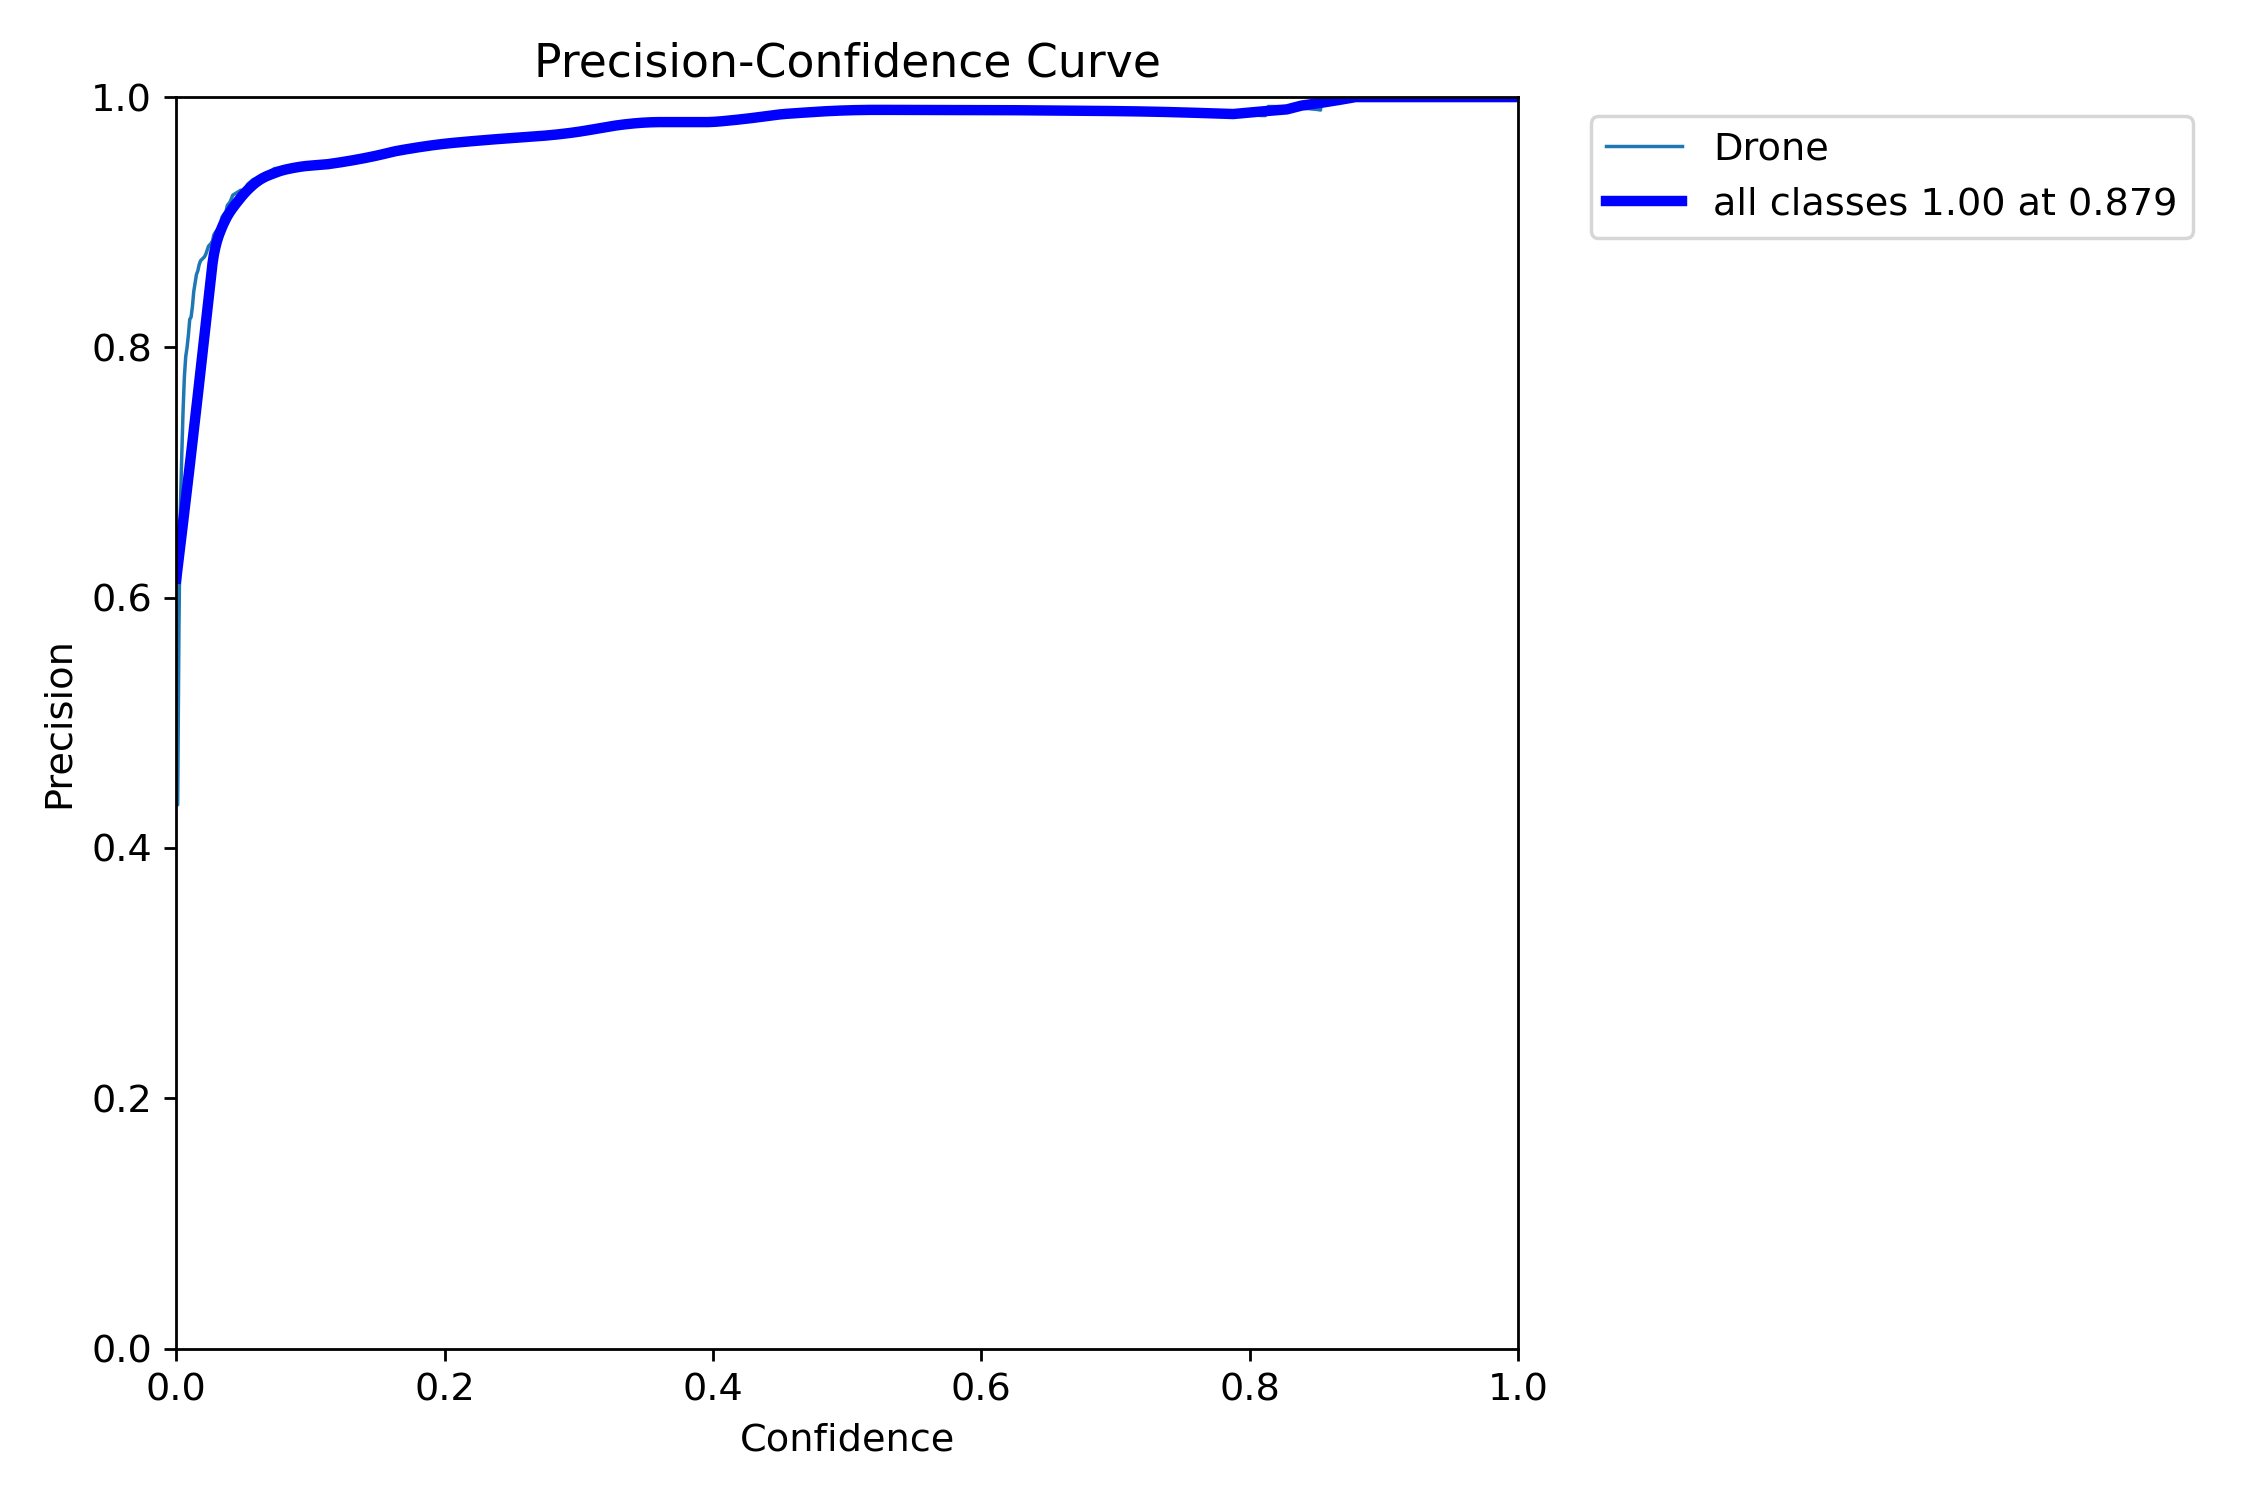 Precision-Confidence Curve
1.0
0.8
0.6
0.4
0.2
0.0
Precision
0.0 0.2 0.4 0.6 0.8 1.0
Confidence
Drone
all classes 1.00 at 0.879